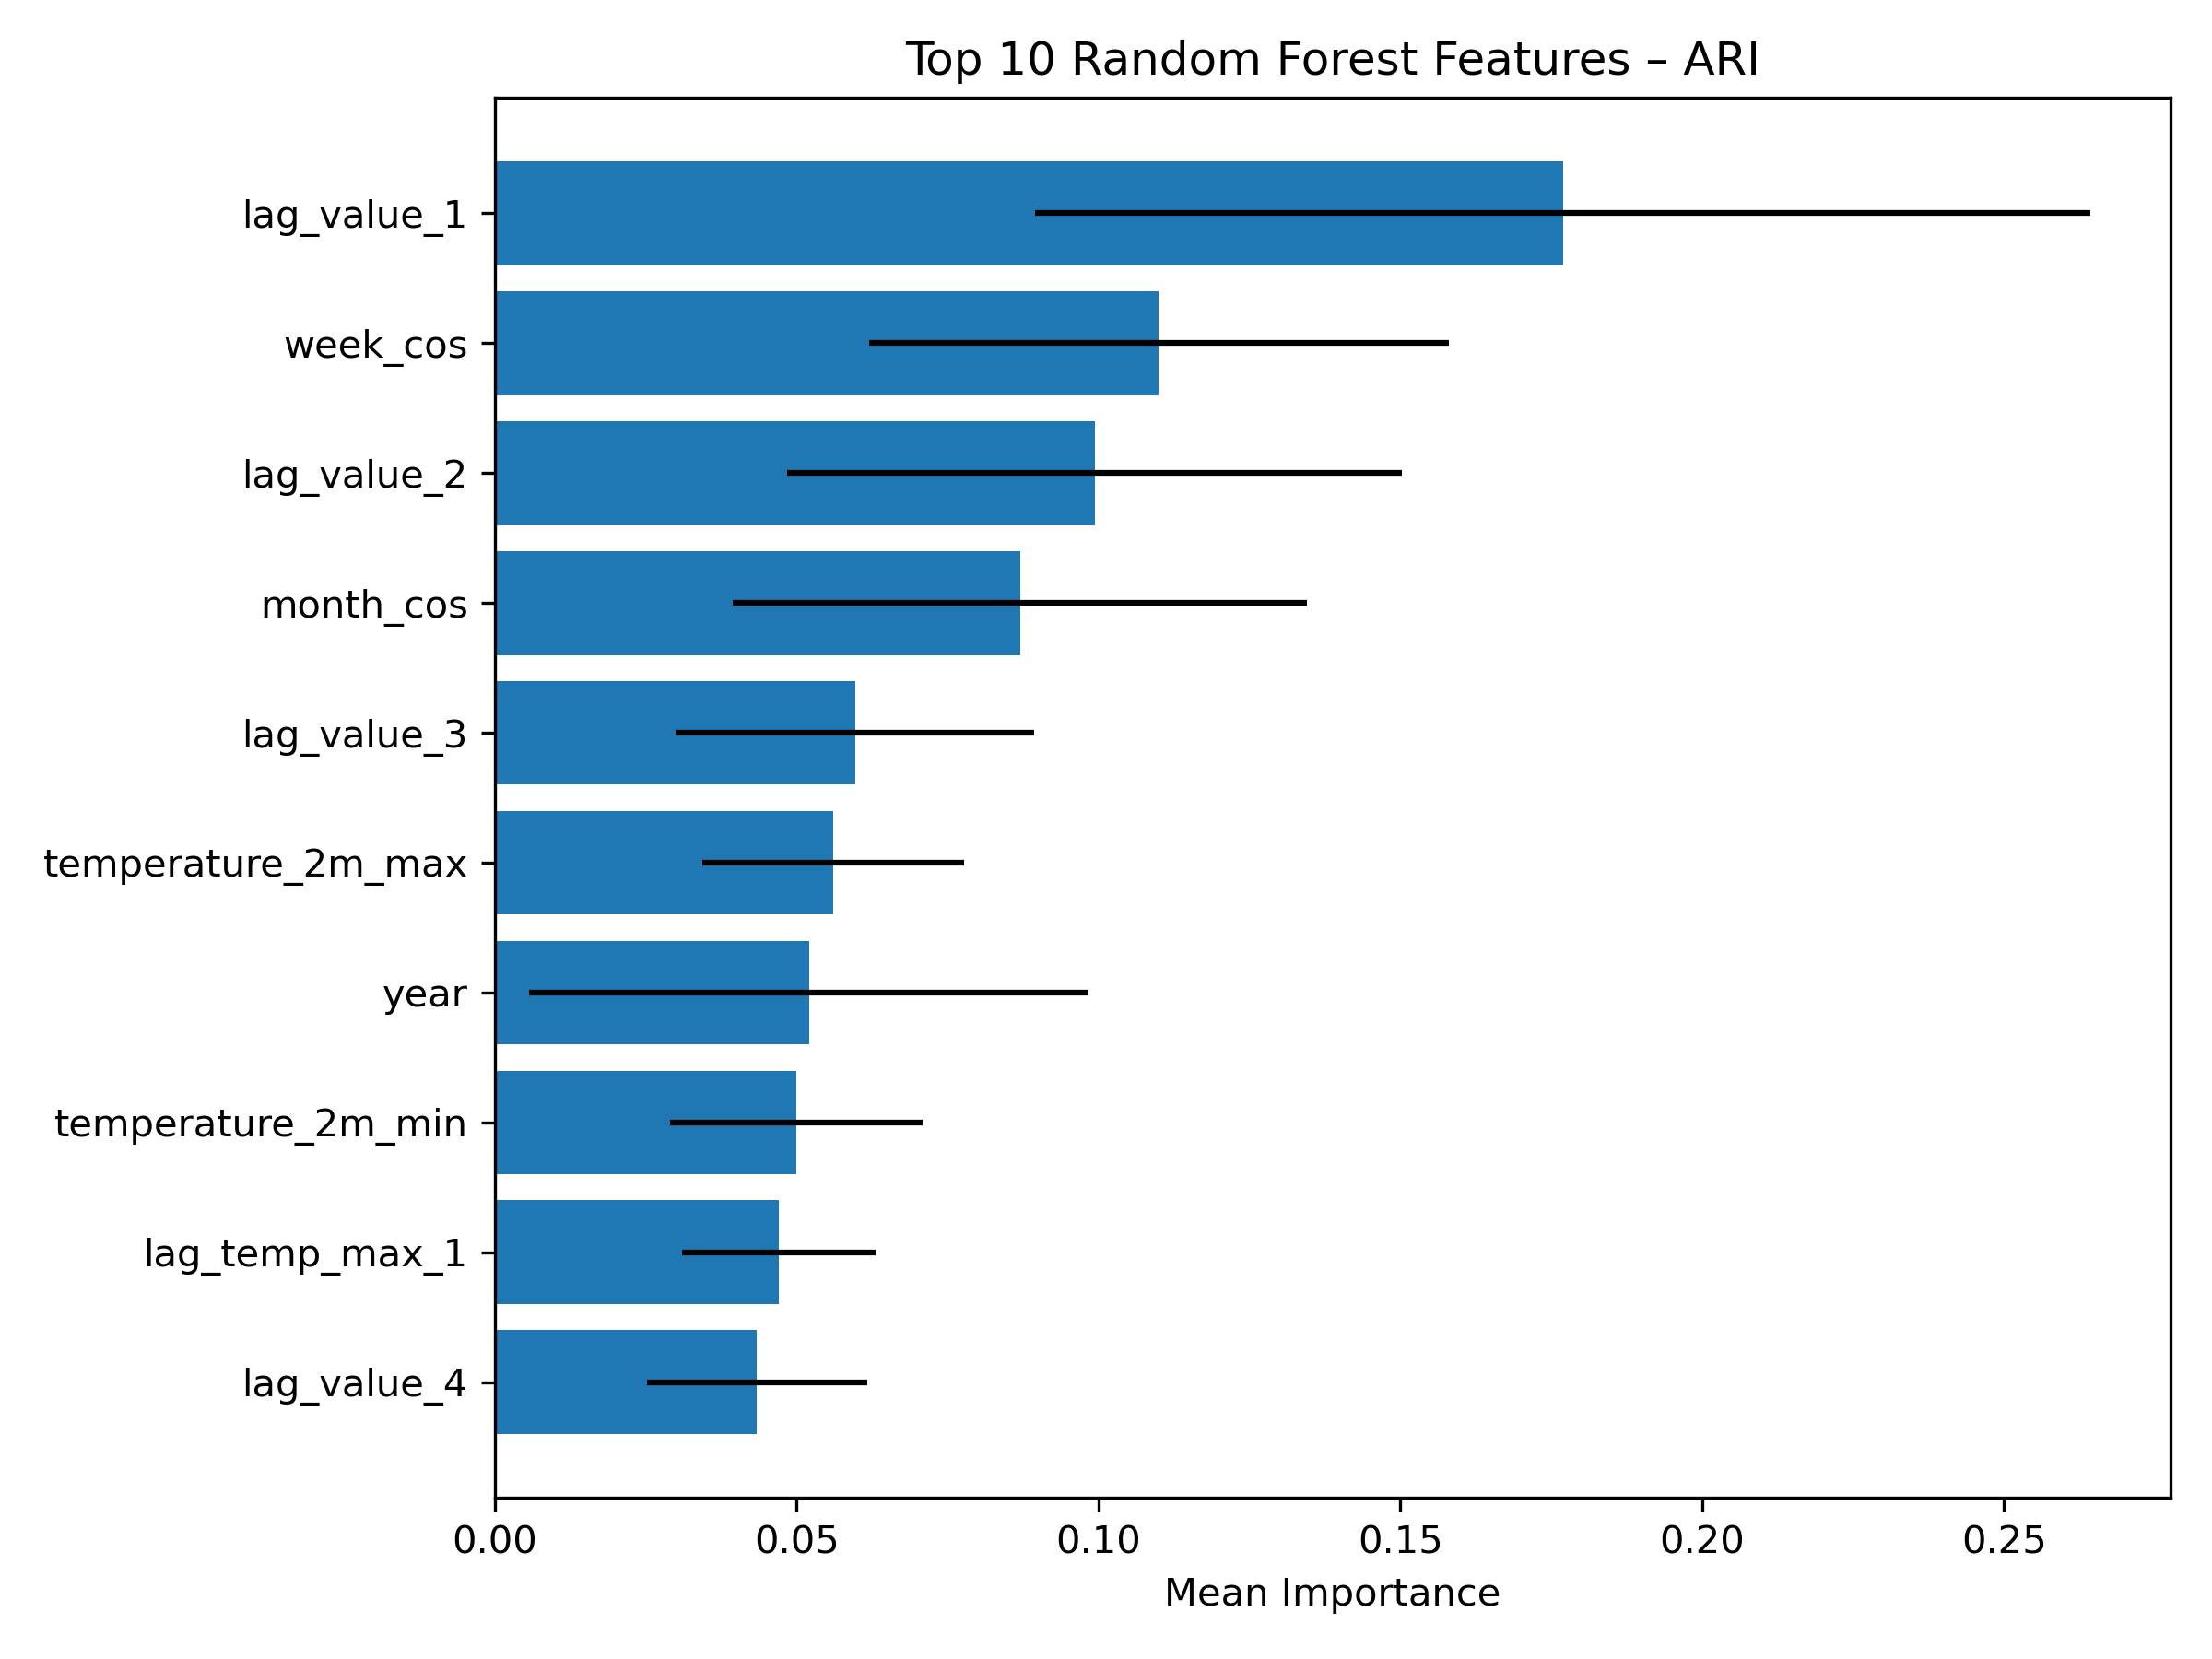 Top 10 Random Forest Features – ARI
lag_value_1
week_cos
lag_value_2
month_cos
lag_value_3
temperature_2m_max
year
temperature_2m_min
lag_temp_max_1
lag_value_4
0.00 0.05 0.10 0.15 0.20 0.25
Mean Importance